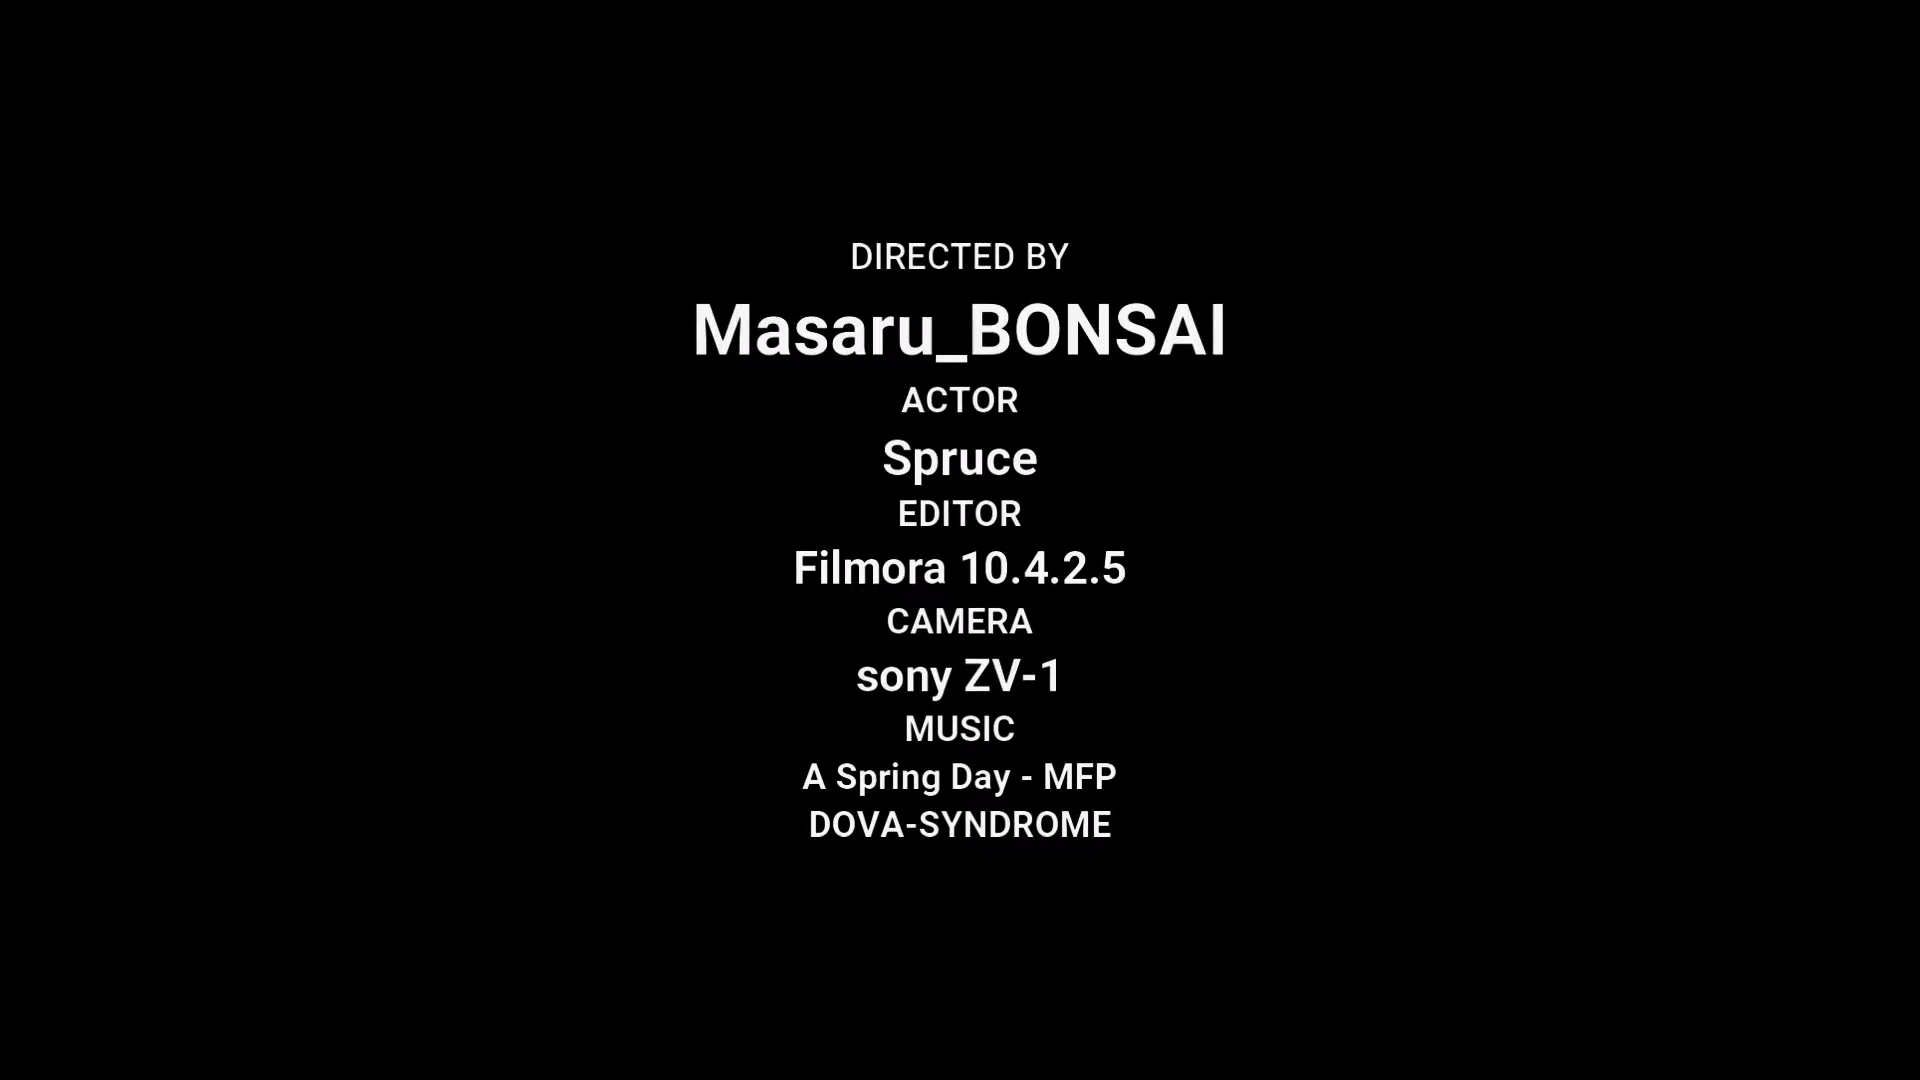 DIRECTED BY
Masaru_BONSAI
ACTOR
Spruce
EDITOR
Filmora 10.4.2.5
CAMERA
sony ZV-1
MUSIC
A Spring Day - MFP
DOVA-SYNDROME